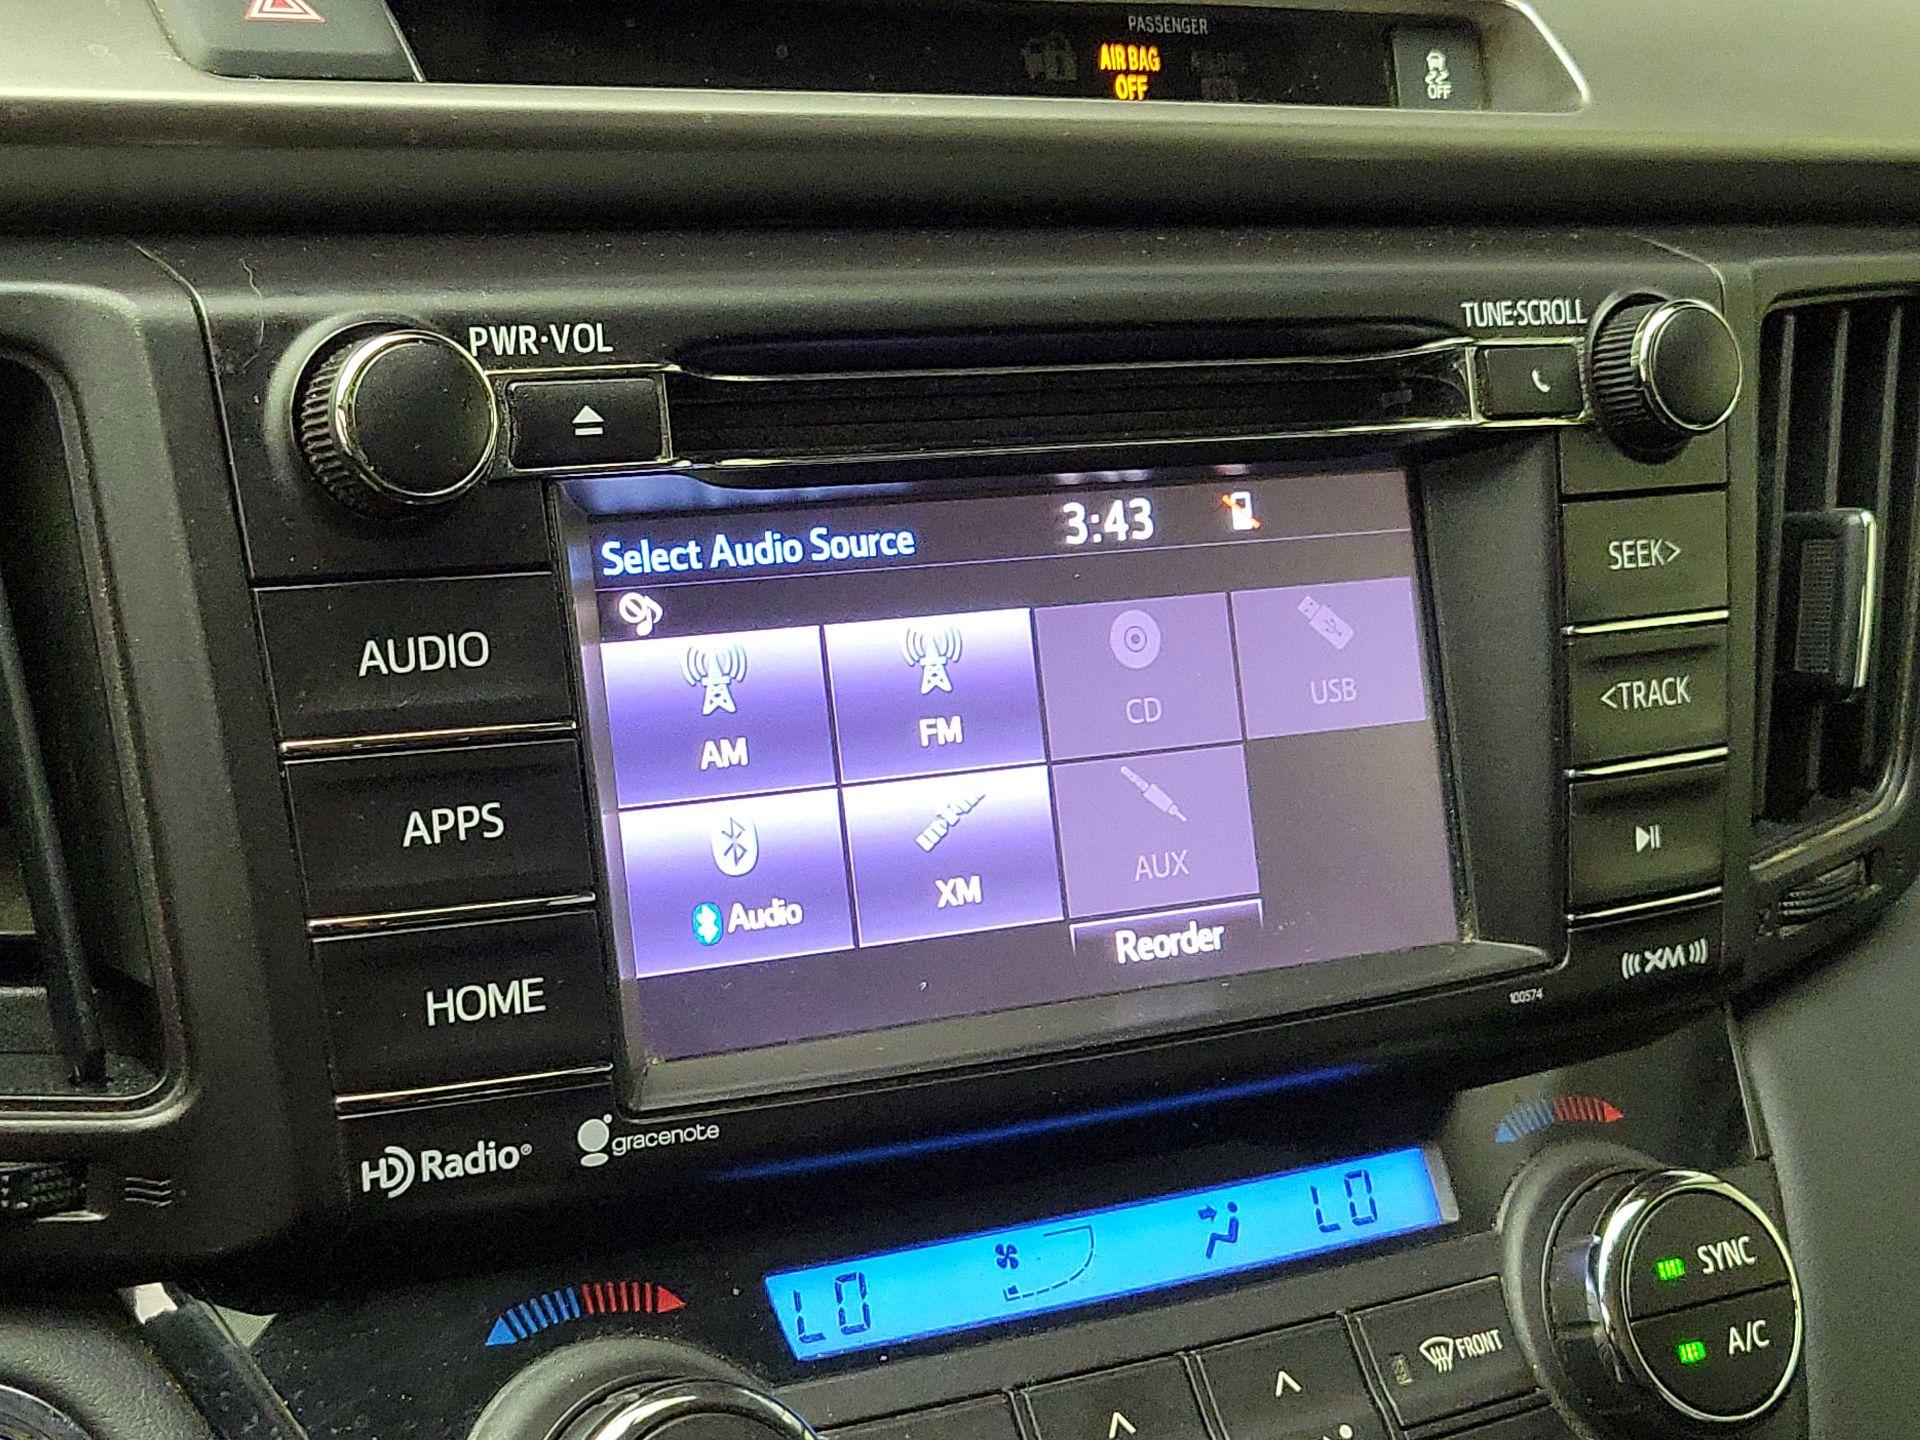 PASSENGER
AIR BAG
OFF
OFF
PWR·VOL
TUNE·SCROLL
Select Audio Source
3:43
AM
FM
CD
USB
Audio
XM
AUX
Reorder
AUDIO
APPS
HOME
SEEK>
<TRACK
XM
100574
HD Radio®
gracenote
LO
LO
SYNC
A/C
FRONT